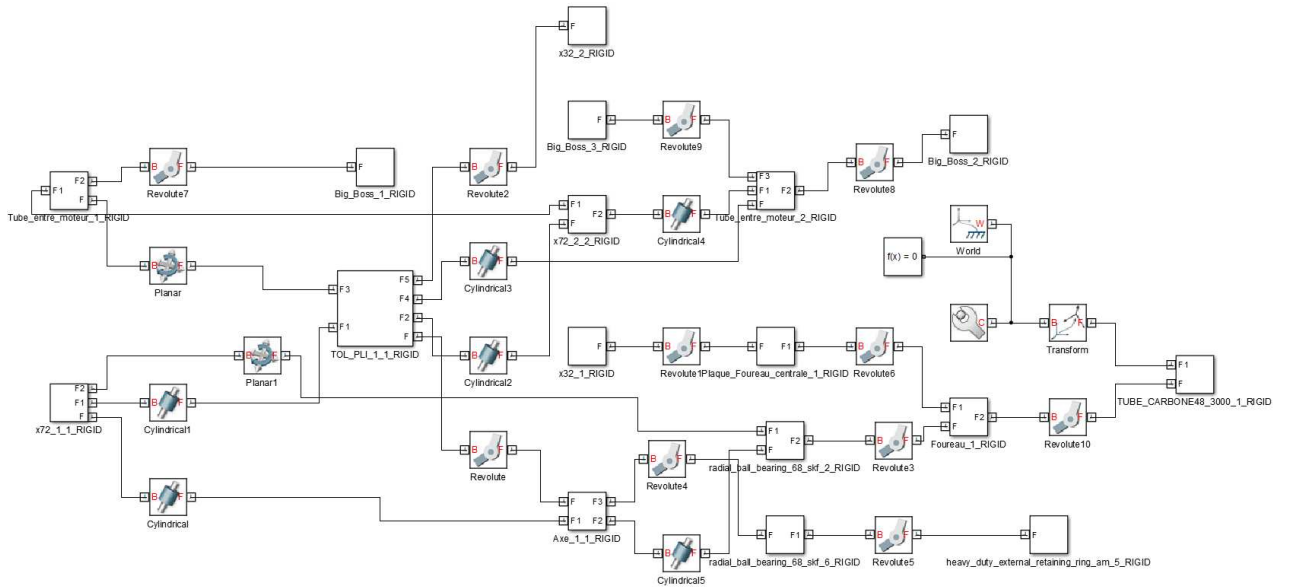 F
x32_2_RIGID
F
Big_Boss_3_RIGID
B F
Revolute9
F
Big_Boss_2_RIGID
F2
F1
F
Tube_entre_moteur_1_RIGID
B F
Revolute7
F
Big_Boss_1_RIGID
B F
Revolute2
F1
F2
F
x72_2_2_RIGID
B F
Cylindrical4
F3
F1
F2
F
Tube_entre_moteur_2_RIGID
B F
Revolute8
W
World
f(x) = 0
C
B F
Transform
B F
Planar
F3
F1
F5
F4
F2
F
TOL_PLI_1_1_RIGID
B F
Cylindrical3
B F
Cylindrical2
F
x32_1_RIGID
B F
Revolute1
F F1
Plaque_Foureau_centrale_1_RIGID
B F
Revolute6
F1
F
TUBE_CARBONE48_3000_1_RIGID
B F
Planar1
F2
F1
F
x72_1_1_RIGID
B F
Cylindrical1
B F
Cylindrical
B F
Revolute
F
F1
F3
F2
Axe_1_1_RIGID
B F
Revolute4
B F
Cylindrical5
F1
F2
F
radial_ball_bearing_68_skf_2_RIGID
B F
Revolute3
F1
F2
F
Foureau_1_RIGID
B F
Revolute10
F F1
radial_ball_bearing_68_skf_6_RIGID
B F
Revolute5
F
heavy_duty_external_retaining_ring_am_5_RIGID